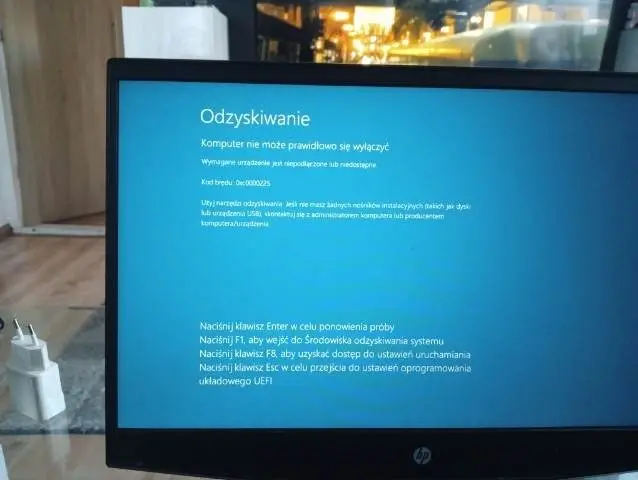 Odzyskiwanie
Komputer nie może prawidłowo się wyłączyć
Wymagane urządzenie jest niepodłączone lub niedostępne.
Kod błędu: 0xc0000225
Użyj narzędzi odzyskiwania. Jeśli nie masz żadnych nośników instalacyjnych (takich jak dyski
lub urządzenia USB), skontaktuj się z administratorem komputera lub producentem
komputera/urządzenia.
Naciśnij klawisz Enter w celu ponowienia próby
Naciśnij F1, aby wejść do Środowiska odzyskiwania systemu
Naciśnij klawisz F8, aby uzyskać dostęp do ustawień uruchamiania
Naciśnij klawisz Esc w celu przejścia do ustawień oprogramowania
układowego UEFI
hp